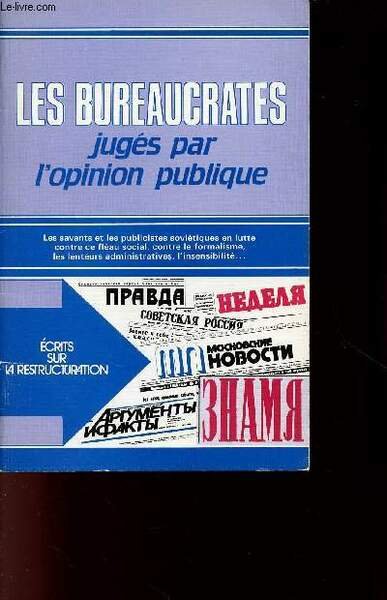 Le-livre.com
LES BUREAUCRATES
jugés par
l'opinion publique
Les savants et les publicistes soviétiques en lutte
contre ce fléau social, contre le formalisme,
les lenteurs administratives, l'insensibilité...
ÉCRITS
SUR
LA RESTRUCTURATION
ПРАВДА
НЕДЕЛЯ
СОВЕТСКАЯ РОССИЯ
МОСКОВСКИЕ
НОВОСТИ
ЗНАМЯ
АРГУМЕНТЫ
И ФАКТЫ